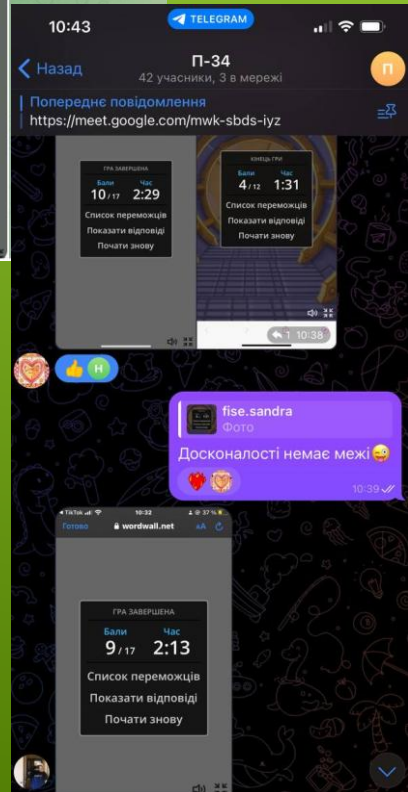 10:43
TELEGRAM
Назад
П-34
42 учасники, 3 в мережі
П
Попереднє повідомлення
https://meet.google.com/mwk-sbds-iyz
ГРА ЗАВЕРШЕНА
Бали Час
10/17 2:29
Список переможців
Показати відповіді
Почати знову
КІНЕЦЬ ГРИ
Бали Час
4/12 1:31
Список переможців
Показати відповіді
Почати знову
1 10:38
Н
fise.sandra
Фото
Досконалості немає межі
10:39
TikTok 10:32 37 %
Готово wordwall.net AA
ГРА ЗАВЕРШЕНА
Бали Час
9/17 2:13
Список переможців
Показати відповіді
Почати знову